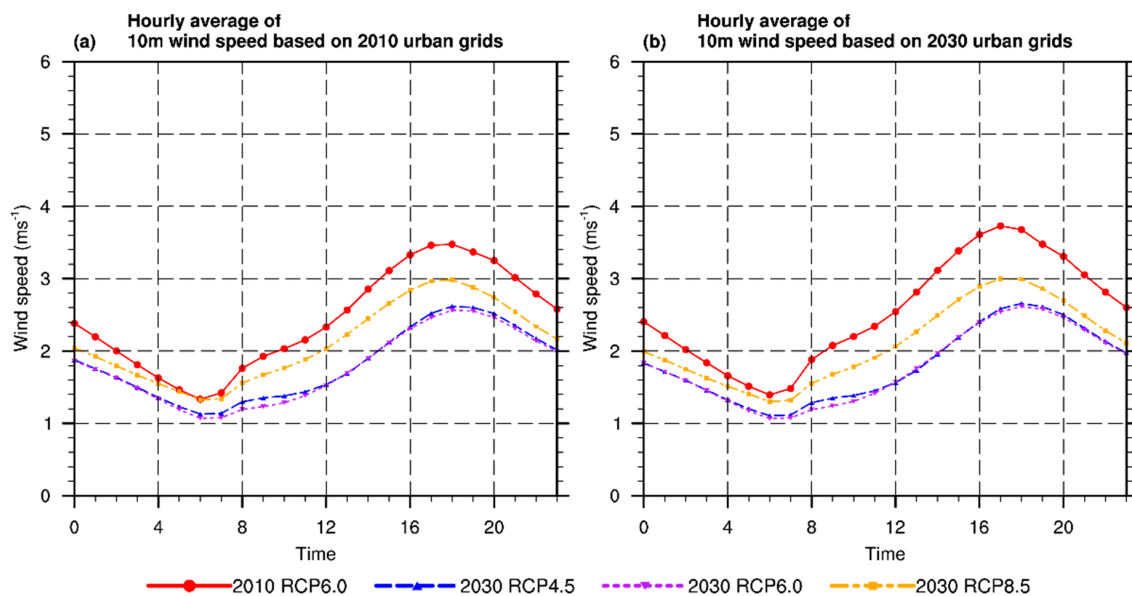 Hourly average of
(a) 10m wind speed based on 2010 urban grids
6
5
4
3
2
1
0
Wind speed (ms⁻¹)
0 4 8 12 16 20
Time
Hourly average of
(b) 10m wind speed based on 2030 urban grids
6
5
4
3
2
1
0
Wind speed (ms⁻¹)
0 4 8 12 16 20
Time
2010 RCP6.0 2030 RCP4.5 2030 RCP6.0 2030 RCP8.5